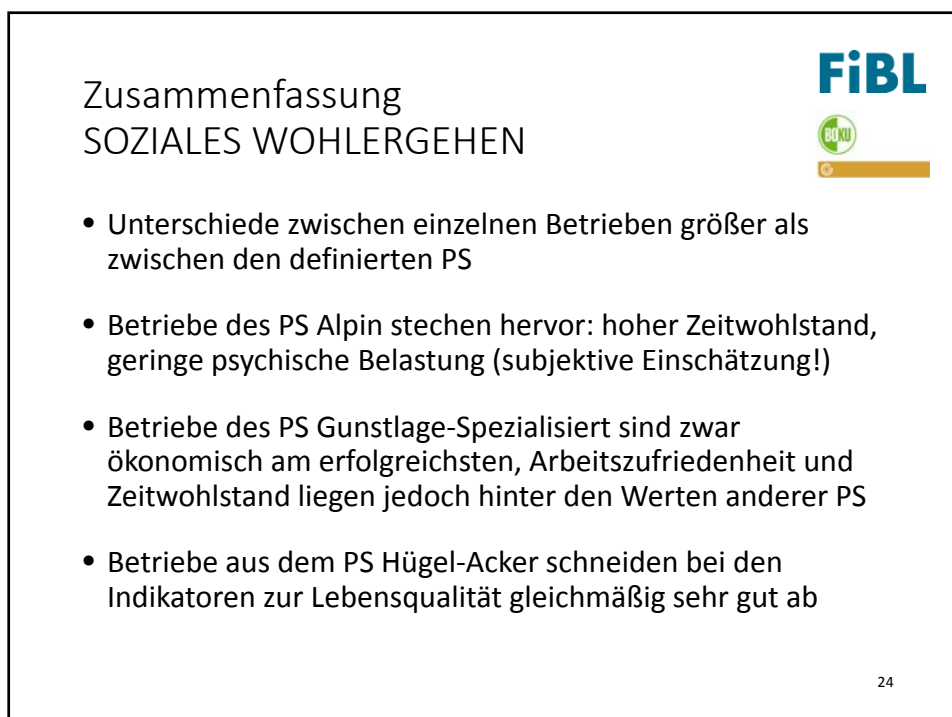 Zusammenfassung
SOZIALES WOHLERGEHEN
FiBL
BOKU
• Unterschiede zwischen einzelnen Betrieben größer als
zwischen den definierten PS
• Betriebe des PS Alpin stechen hervor: hoher Zeitwohlstand,
geringe psychische Belastung (subjektive Einschätzung!)
• Betriebe des PS Gunstlage-Spezialisiert sind zwar
ökonomisch am erfolgreichsten, Arbeitszufriedenheit und
Zeitwohlstand liegen jedoch hinter den Werten anderer PS
• Betriebe aus dem PS Hügel-Acker schneiden bei den
Indikatoren zur Lebensqualität gleichmäßig sehr gut ab
24